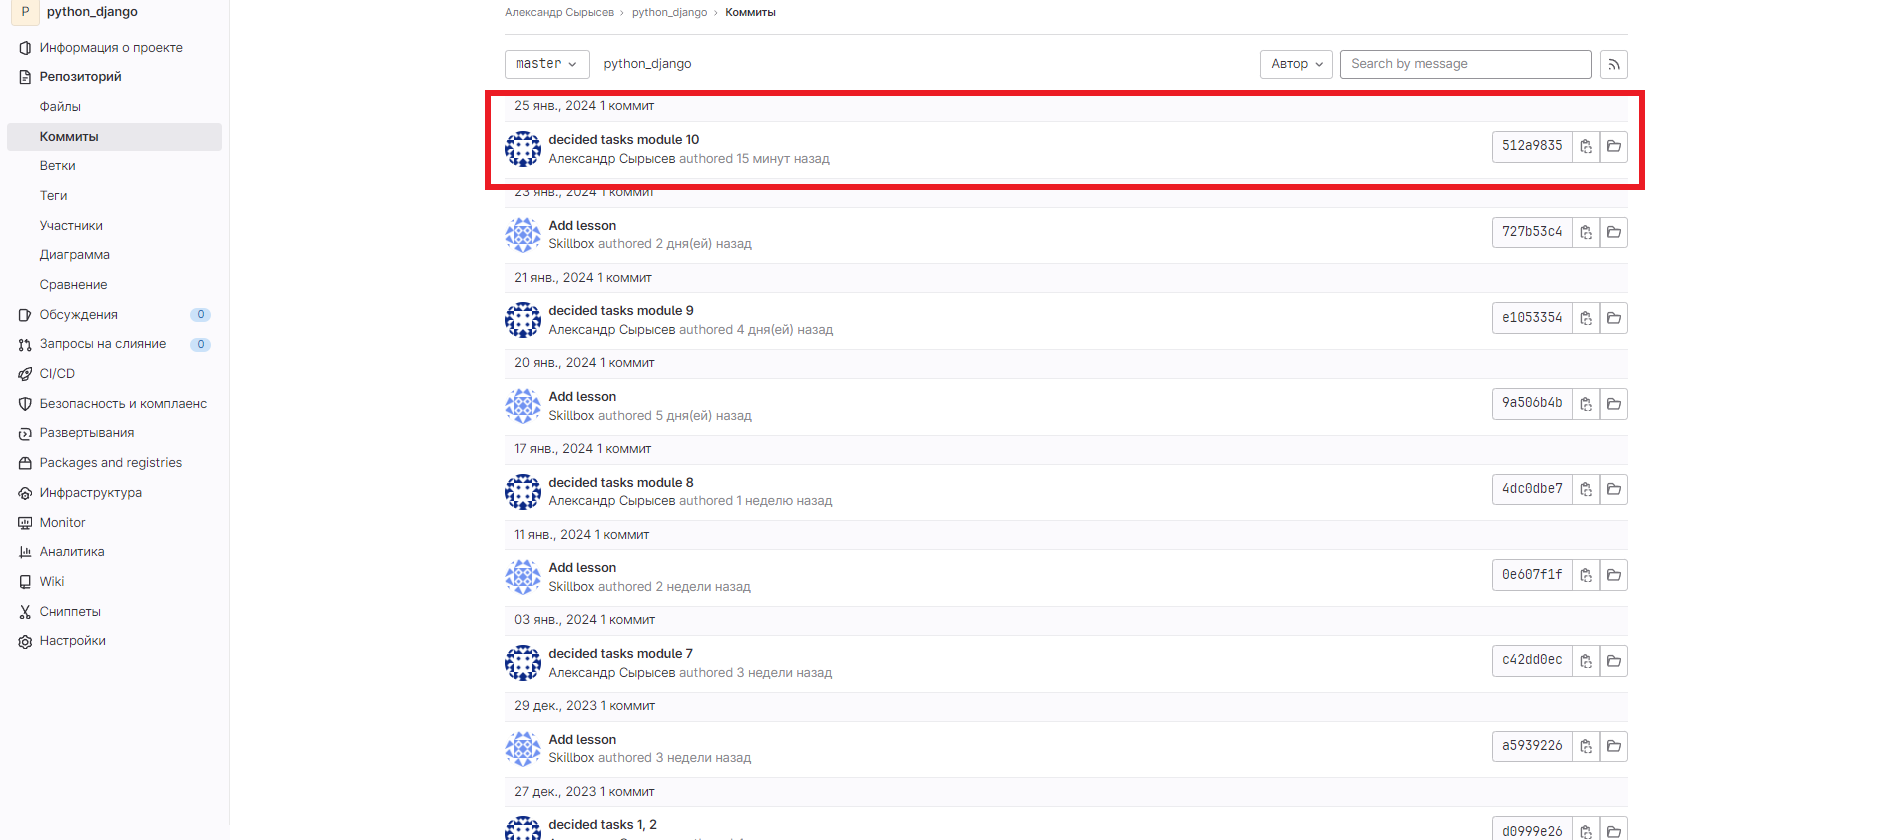 P python_django
Информация о проекте
Репозиторий
Файлы
Коммиты
Ветки
Теги
Участники
Диаграмма
Сравнение
Обсуждения 0
Запросы на слияние 0
CI/CD
Безопасность и комплаенс
Развертывания
Packages and registries
Инфраструктура
Monitor
Аналитика
Wiki
Сниппеты
Настройки
Александр Сырысев › python_django › Коммиты
master python_django Автор Search by message
25 янв., 2024 1 коммит
decided tasks module 10
Александр Сырысев authored 15 минут назад
512a9835
23 янв., 2024 1 коммит
Add lesson
Skillbox authored 2 дня(ей) назад
727b53c4
21 янв., 2024 1 коммит
decided tasks module 9
Александр Сырысев authored 4 дня(ей) назад
e1053354
20 янв., 2024 1 коммит
Add lesson
Skillbox authored 5 дня(ей) назад
9a506b4b
17 янв., 2024 1 коммит
decided tasks module 8
Александр Сырысев authored 1 неделю назад
4dc0dbe7
11 янв., 2024 1 коммит
Add lesson
Skillbox authored 2 недели назад
0e607f1f
03 янв., 2024 1 коммит
decided tasks module 7
Александр Сырысев authored 3 недели назад
c42dd0ec
29 дек., 2023 1 коммит
Add lesson
Skillbox authored 3 недели назад
a5939226
27 дек., 2023 1 коммит
decided tasks 1, 2
d0999e26